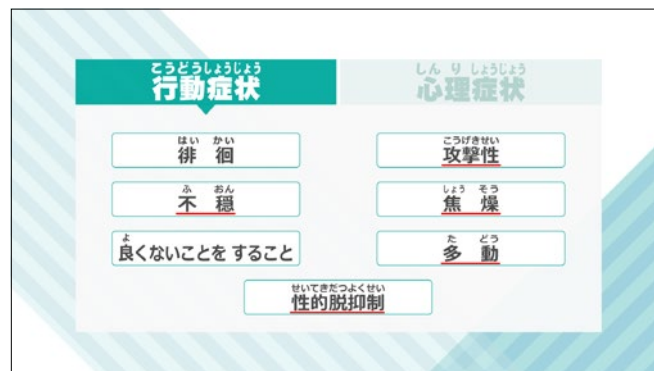 こうどうしょうじょう
行動症状
しんりしょうじょう
心理症状
はいかい
徘徊
こうげきせい
攻撃性
ふおん
不穏
しょうそう
焦燥
よ
良くないことを すること
たどう
多動
せいてきだつよくせい
性的脱抑制